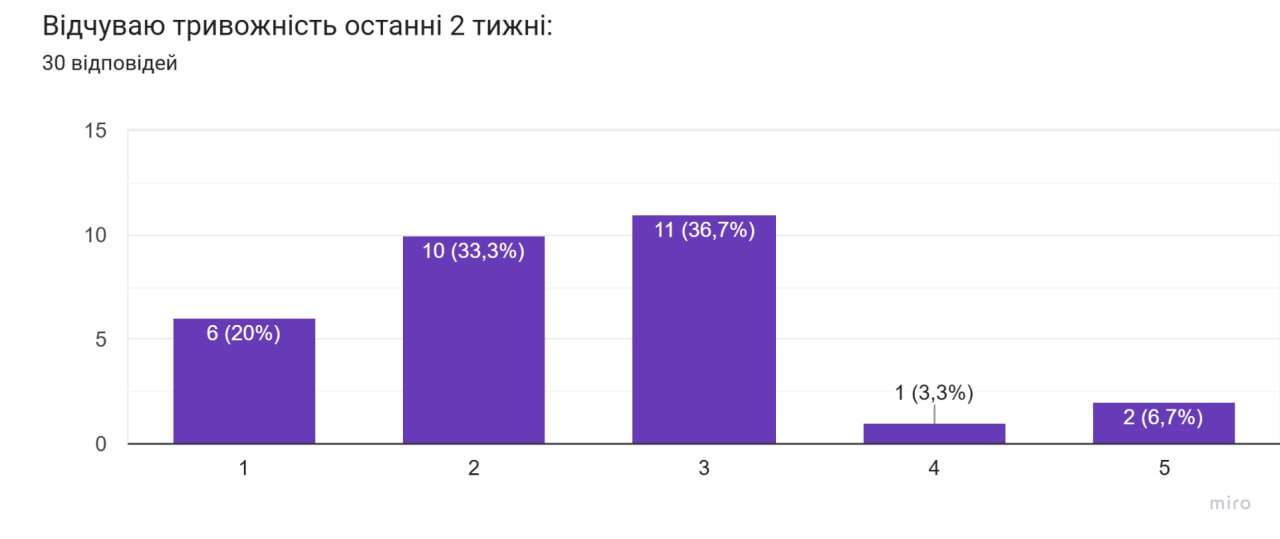 Відчуваю тривожність останні 2 тижні:
30 відповідей
15
10
5
0
6 (20%)
10 (33,3%)
11 (36,7%)
1 (3,3%)
2 (6,7%)
1 2 3 4 5
miro